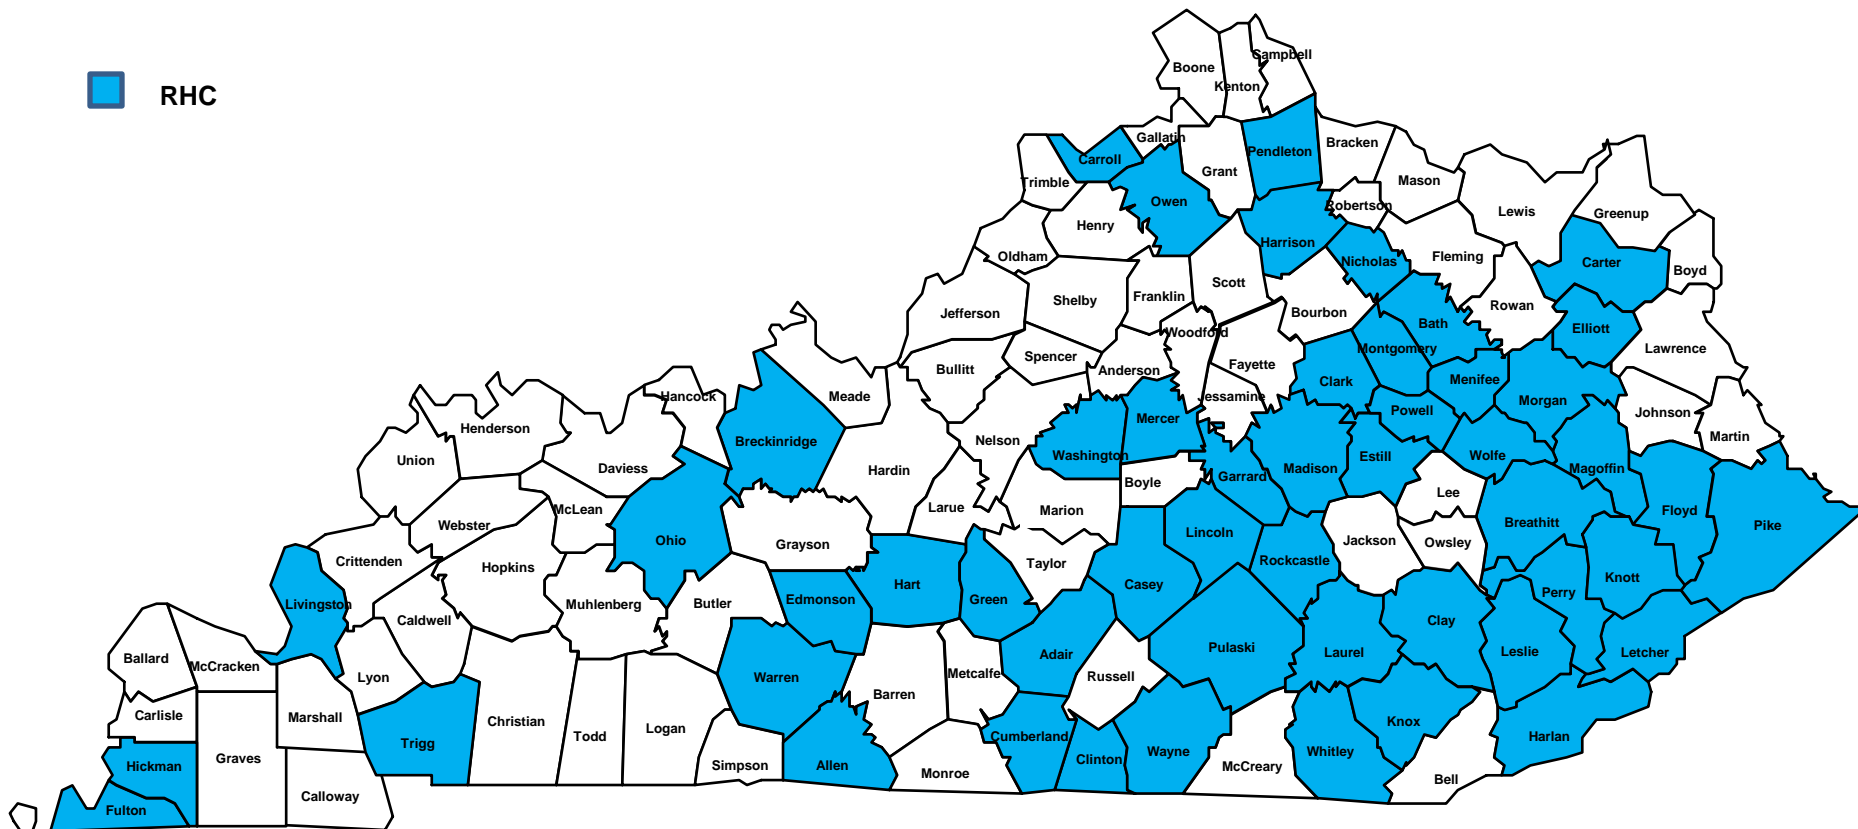 RHC
Boone
Campbell
Kenton
Gallatin
Carroll
Pendleton
Bracken
Grant
Mason
Trimble
Owen
Robertson
Lewis
Greenup
Henry
Harrison
Oldham
Nicholas
Fleming
Carter
Boyd
Scott
Shelby
Franklin
Rowan
Jefferson
Bourbon
Bath
Elliott
Woodford
Montgomery
Lawrence
Spencer
Fayette
Bullitt
Anderson
Clark
Menifee
Meade
Hancock
Jessamine
Powell
Morgan
Johnson
Mercer
Henderson
Breckinridge
Nelson
Martin
Union
Washington
Estill
Wolfe
Daviess
Hardin
Madison
Magoffin
Garrard
Boyle
Lee
McLean
Larue
Marion
Floyd
Webster
Breathitt
Pike
Lincoln
Ohio
Grayson
Jackson
Owsley
Crittenden
Rockcastle
Hopkins
Taylor
Knott
Hart
Casey
Perry
Livingston
Muhlenberg
Butler
Edmonson
Green
Caldwell
Clay
Pulaski
Ballard
McCracken
Adair
Laurel
Leslie
Letcher
Lyon
Warren
Metcalfe
Russell
Barren
Carlisle
Marshall
Christian
Todd
Logan
Knox
Trigg
Cumberland
Harlan
Graves
Hickman
Simpson
Allen
Monroe
Clinton
Wayne
McCreary
Whitley
Bell
Calloway
Fulton